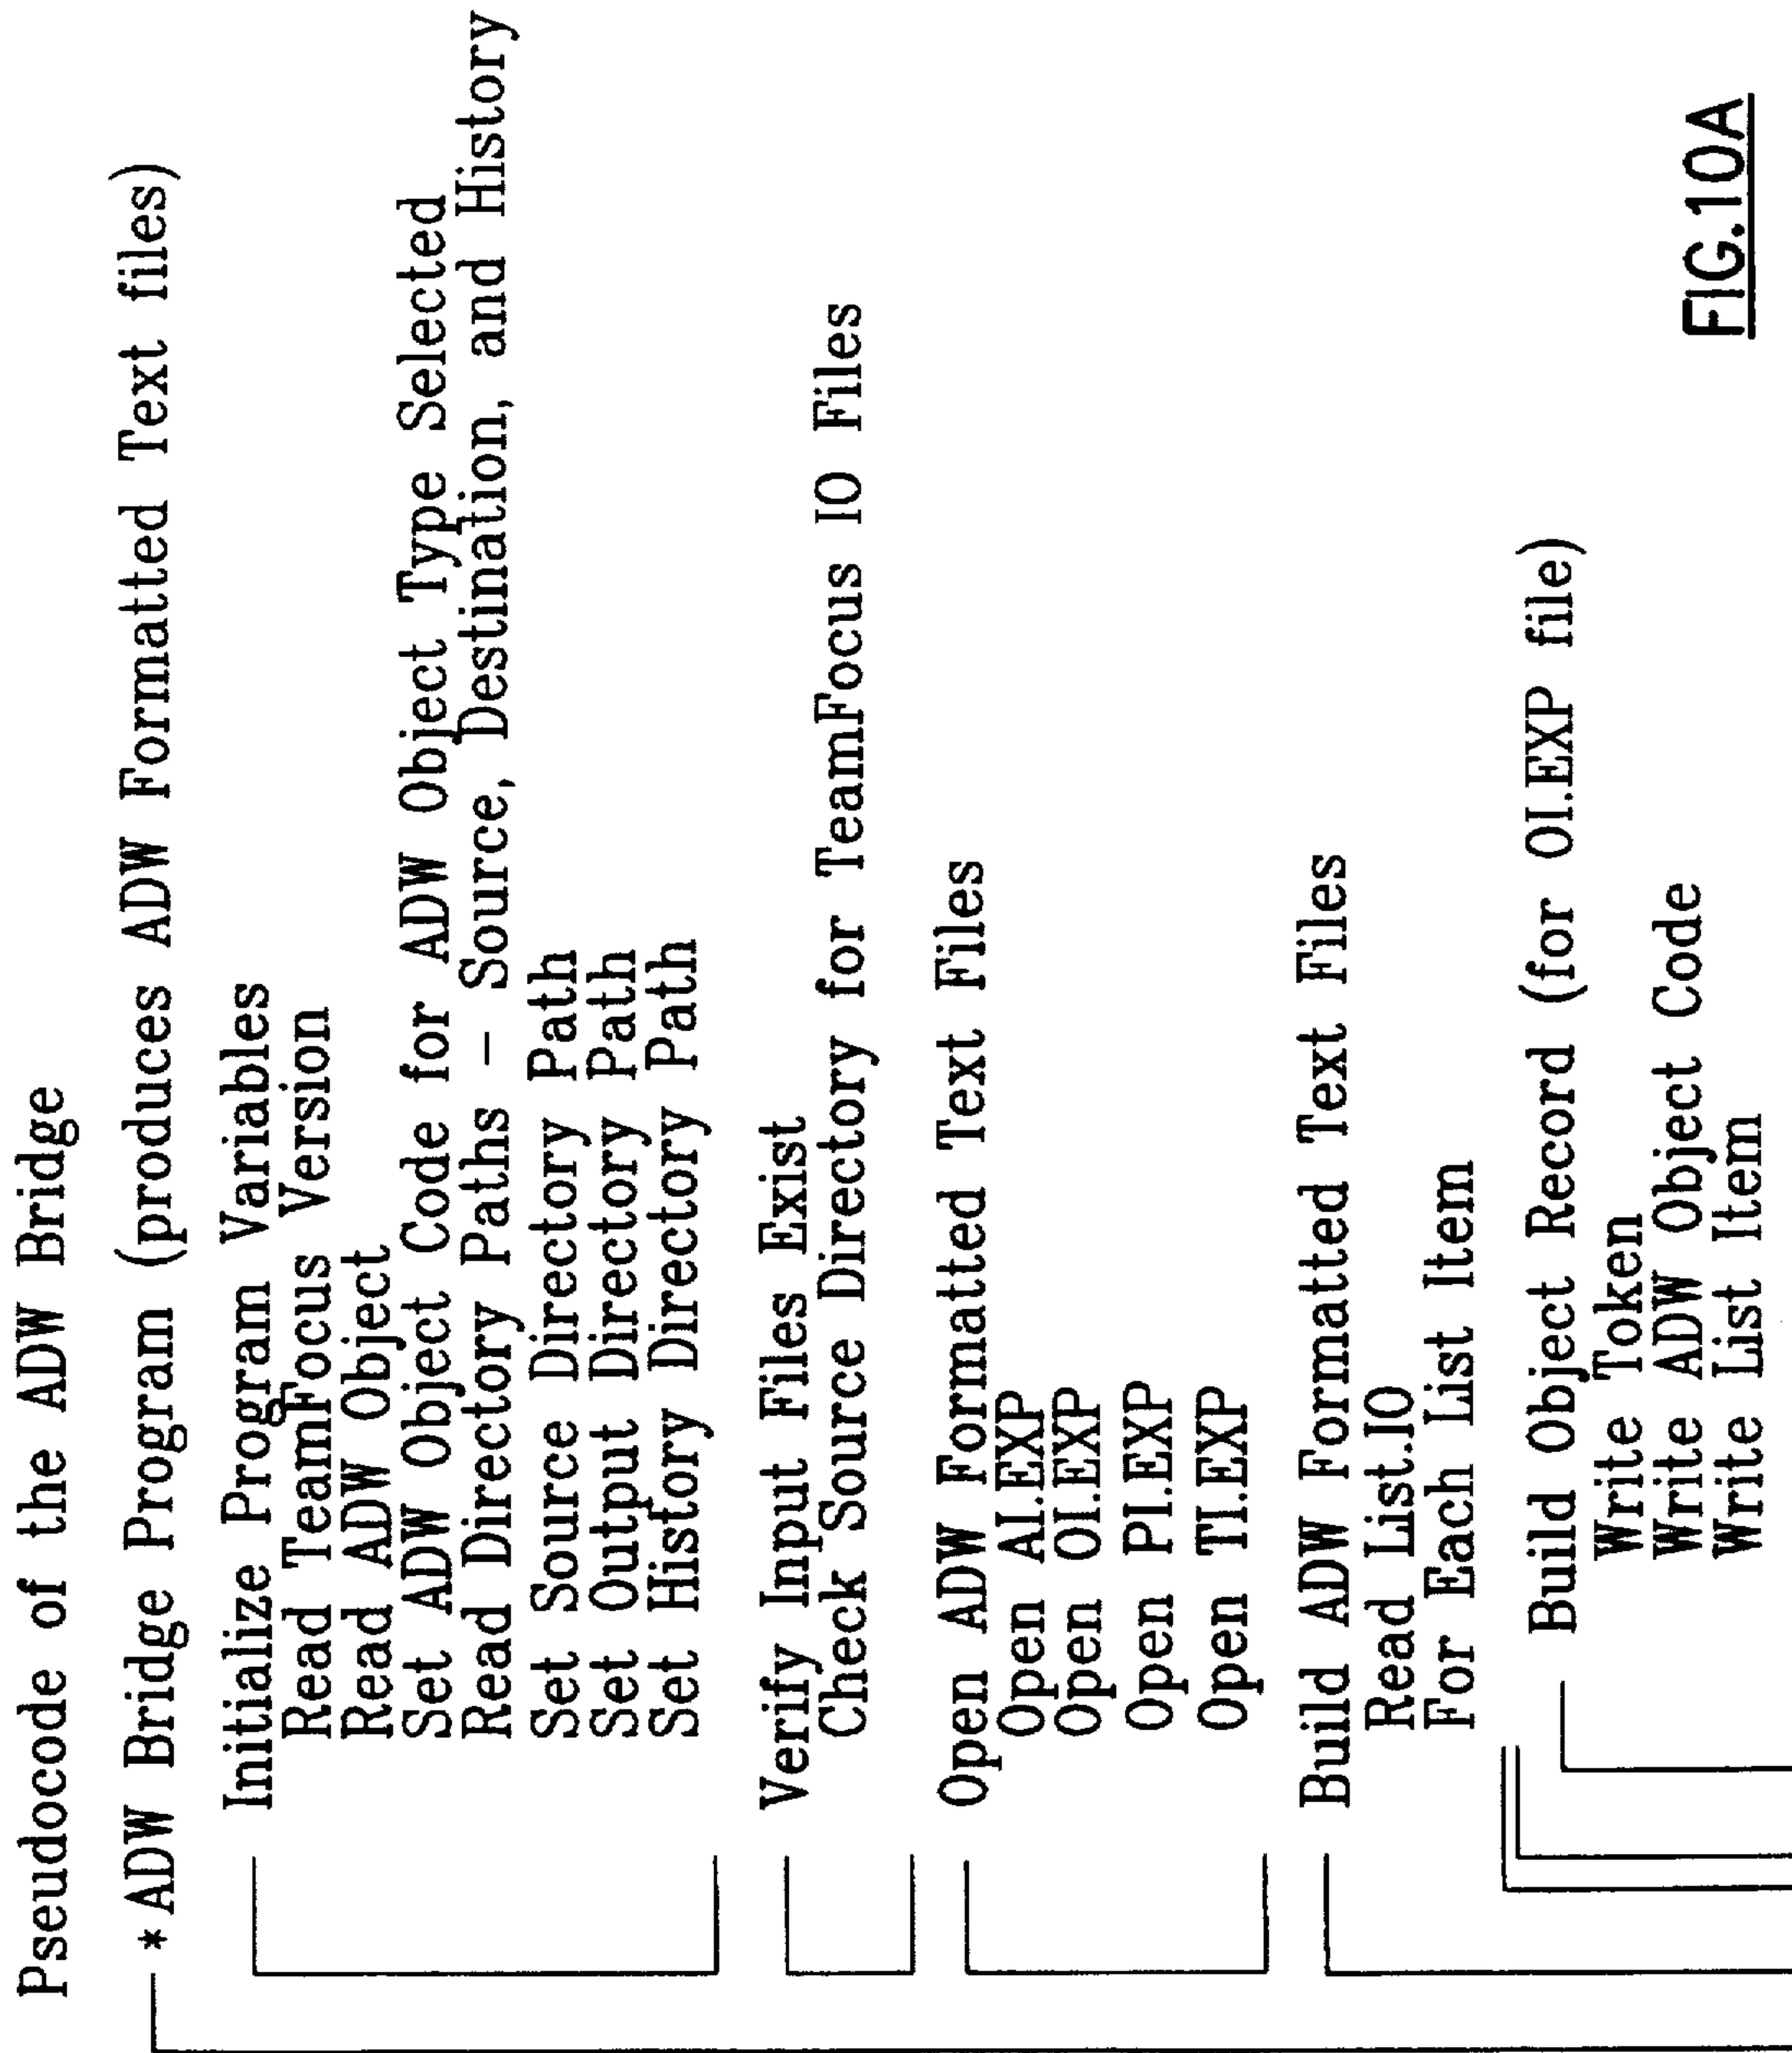 Pseudocode of the ADW Bridge
* ADW Bridge Program (produces ADW Formatted Text files)
Initialize Program Variables
Read TeamFocus Version
Read ADW Object
Set ADW Object Code for ADW Object Type Selected
Read Directory Paths – Source, Destination, and History
Set Source Directory Path
Set Output Directory Path
Set History Directory Path
Verify Input Files Exist
Check Source Directory for TeamFocus IO Files
Open ADW Formatted Text Files
Open AI.EXP
Open OI.EXP
Open PI.EXP
Open TI.EXP
Build ADW Formatted Text Files
Read List.IO
For Each List Item
Build Object Record (for OI.EXP file)
Write Token
Write ADW Object Code
Write List Item
FIG.10A